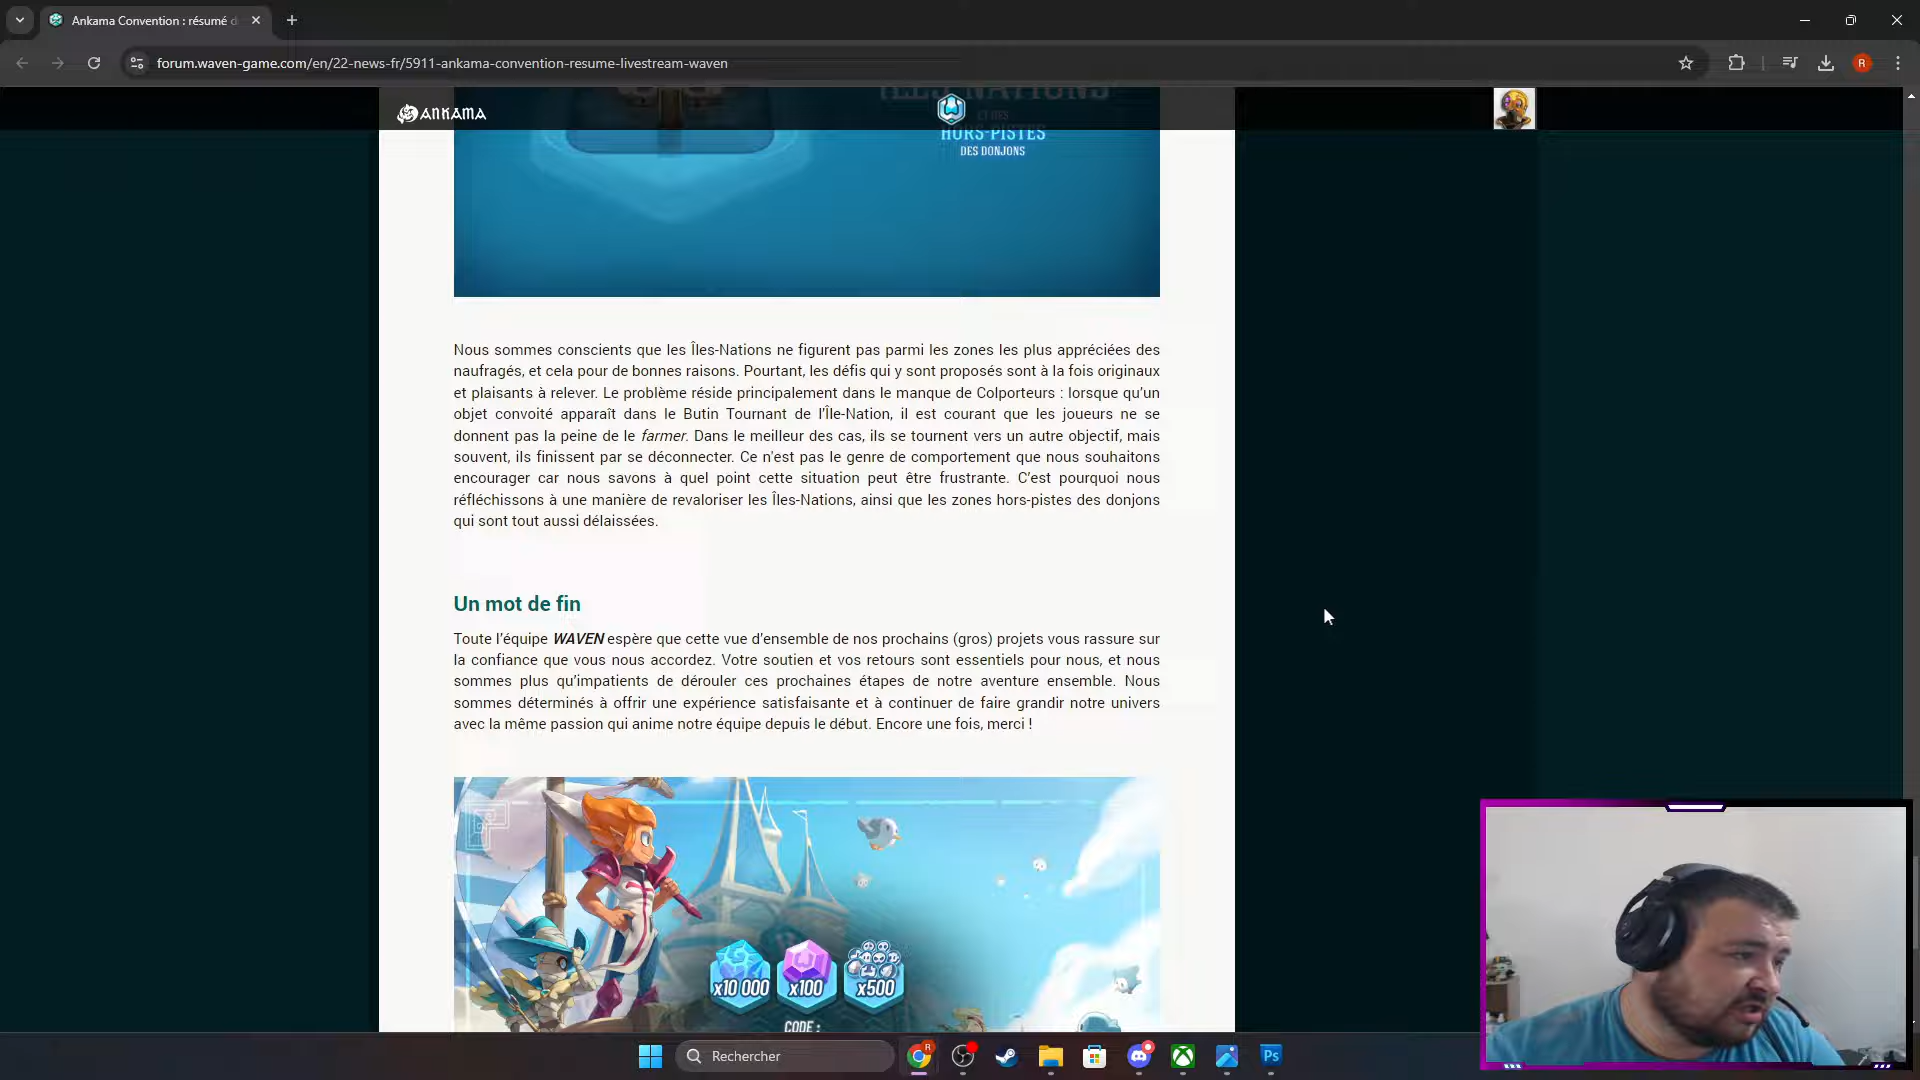 Ankama Convention : résumé d
forum.waven-game.com/en/22-news-fr/5911-ankama-convention-resume-livestream-waven
R
ANKAMA
ÎLES-NATIONS
ET DES
HORS-PISTES
DES DONJONS
Nous sommes conscients que les Îles-Nations ne figurent pas parmi les zones les plus appréciées des
naufragés, et cela pour de bonnes raisons. Pourtant, les défis qui y sont proposés sont à la fois originaux
et plaisants à relever. Le problème réside principalement dans le manque de Colporteurs : lorsque qu’un
objet convoité apparaît dans le Butin Tournant de l’Île-Nation, il est courant que les joueurs ne se
donnent pas la peine de le farmer. Dans le meilleur des cas, ils se tournent vers un autre objectif, mais
souvent, ils finissent par se déconnecter. Ce n'est pas le genre de comportement que nous souhaitons
encourager car nous savons à quel point cette situation peut être frustrante. C’est pourquoi nous
réfléchissons à une manière de revaloriser les Îles-Nations, ainsi que les zones hors-pistes des donjons
qui sont tout aussi délaissées.
Un mot de fin
Toute l’équipe WAVEN espère que cette vue d’ensemble de nos prochains (gros) projets vous rassure sur
la confiance que vous nous accordez. Votre soutien et vos retours sont essentiels pour nous, et nous
sommes plus qu’impatients de dérouler ces prochaines étapes de notre aventure ensemble. Nous
sommes déterminés à offrir une expérience satisfaisante et à continuer de faire grandir notre univers
avec la même passion qui anime notre équipe depuis le début. Encore une fois, merci !
x10 000 x100 x500
CODE :
Rechercher
R
Ps